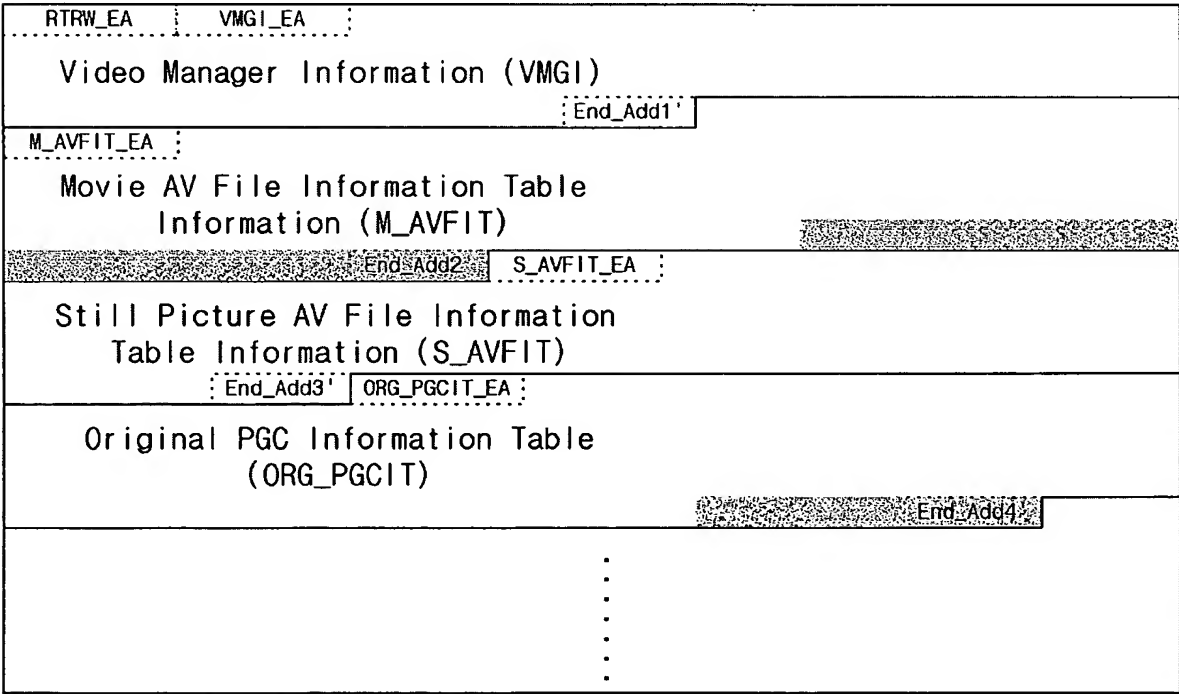 RTRW_EA VMGI_EA
Video Manager Information (VMGI)
End_Add1'
M_AVFIT_EA
Movie AV File Information Table
Information (M_AVFIT)
End_Add2 S_AVFIT_EA
Still Picture AV File Information
Table Information (S_AVFIT)
End_Add3' ORG_PGCIT_EA
Original PGC Information Table
(ORG_PGCIT)
End_Add4'